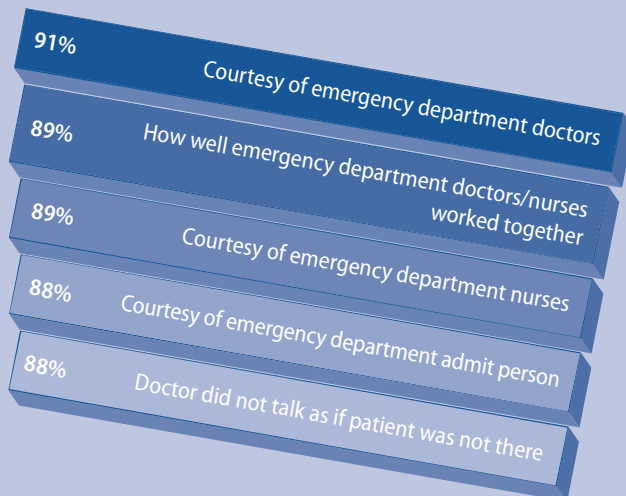 91% Courtesy of emergency department doctors
89% How well emergency department doctors/nurses
worked together
89% Courtesy of emergency department nurses
88% Courtesy of emergency department admit person
88% Doctor did not talk as if patient was not there